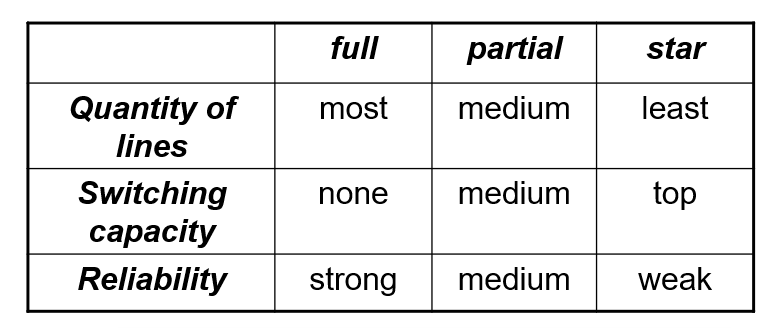 full partial star
Quantity of lines most medium least
Switching capacity none medium top
Reliability strong medium weak